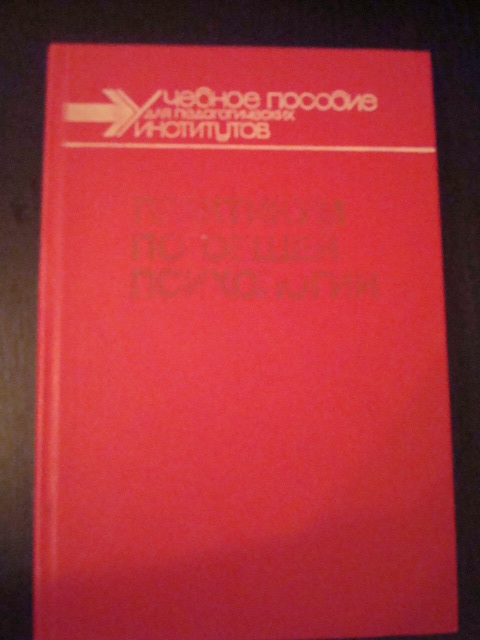 Учебное пособие
для педагогических
институтов
Практикум
по общей
психологии